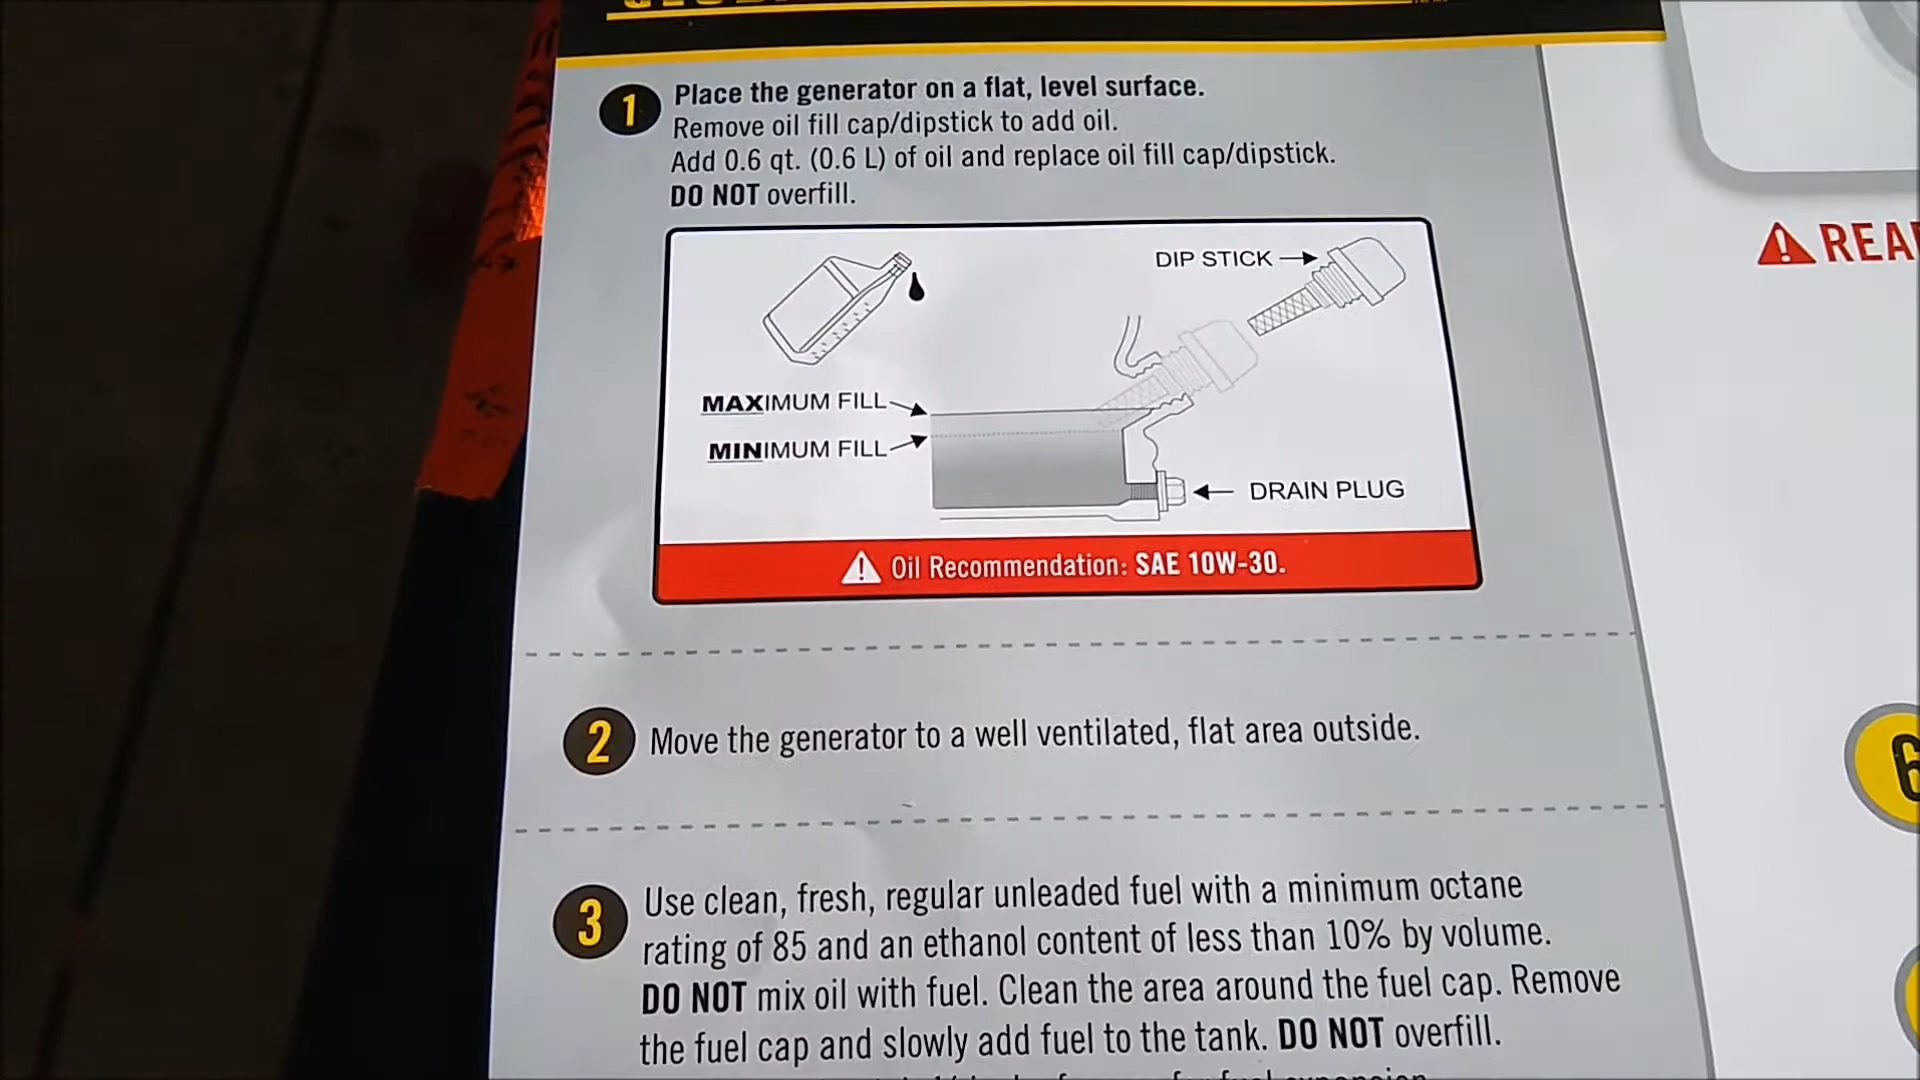 1
Place the generator on a flat, level surface.
Remove oil fill cap/dipstick to add oil.
Add 0.6 qt. (0.6 L) of oil and replace oil fill cap/dipstick.
DO NOT overfill.
DIP STICK
MAXIMUM FILL
MINIMUM FILL
DRAIN PLUG
Oil Recommendation: SAE 10W-30.
2
Move the generator to a well ventilated, flat area outside.
3
Use clean, fresh, regular unleaded fuel with a minimum octane
rating of 85 and an ethanol content of less than 10% by volume.
DO NOT mix oil with fuel. Clean the area around the fuel cap. Remove
the fuel cap and slowly add fuel to the tank. DO NOT overfill.
for fuel expansion
6